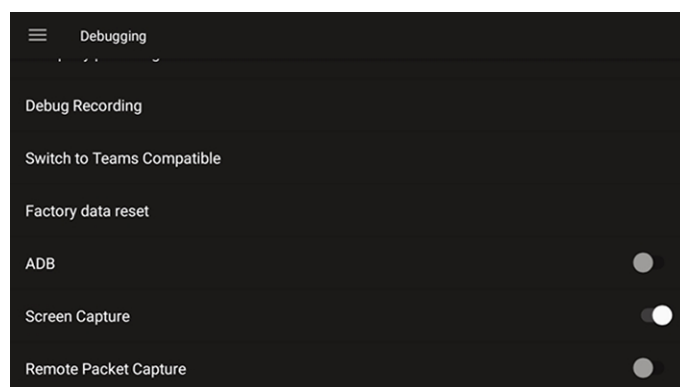 Debugging
Debug Recording
Switch to Teams Compatible
Factory data reset
ADB
Screen Capture
Remote Packet Capture